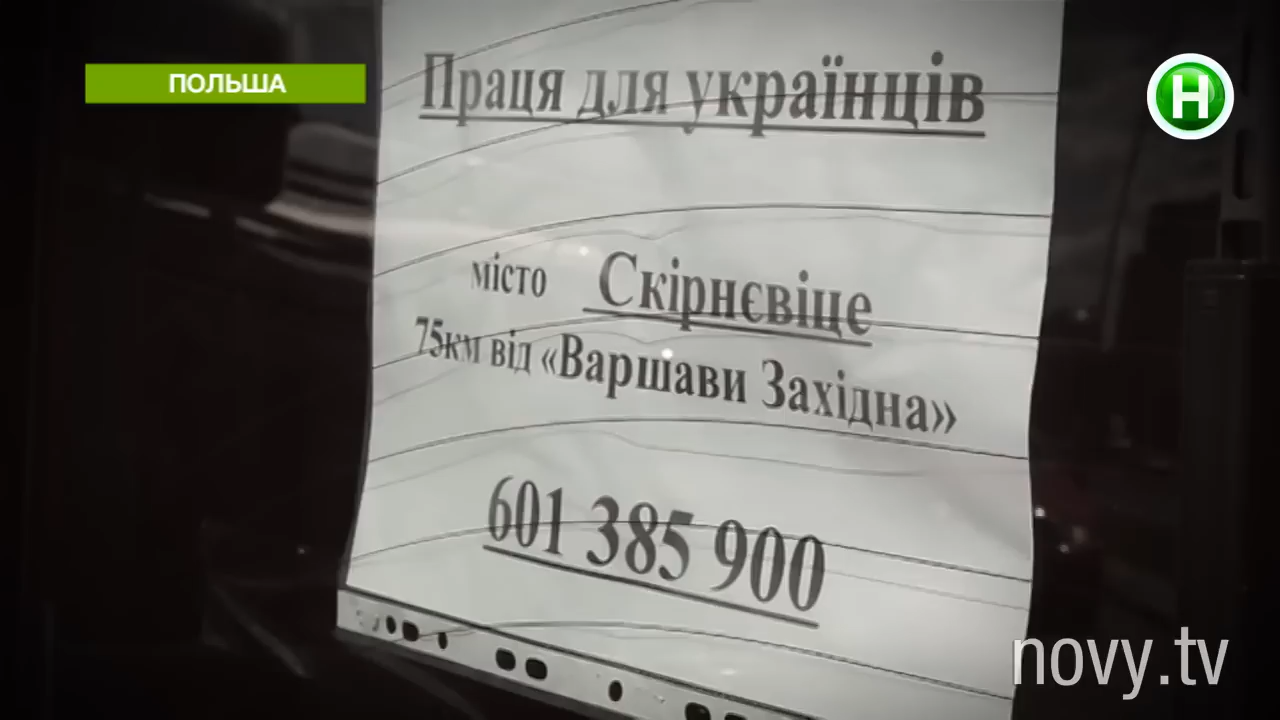 ПОЛЬША
Н
Праця для українців
місто Скірнєвіце
75км від «Варшави Західна»
601 385 900
novy.tv